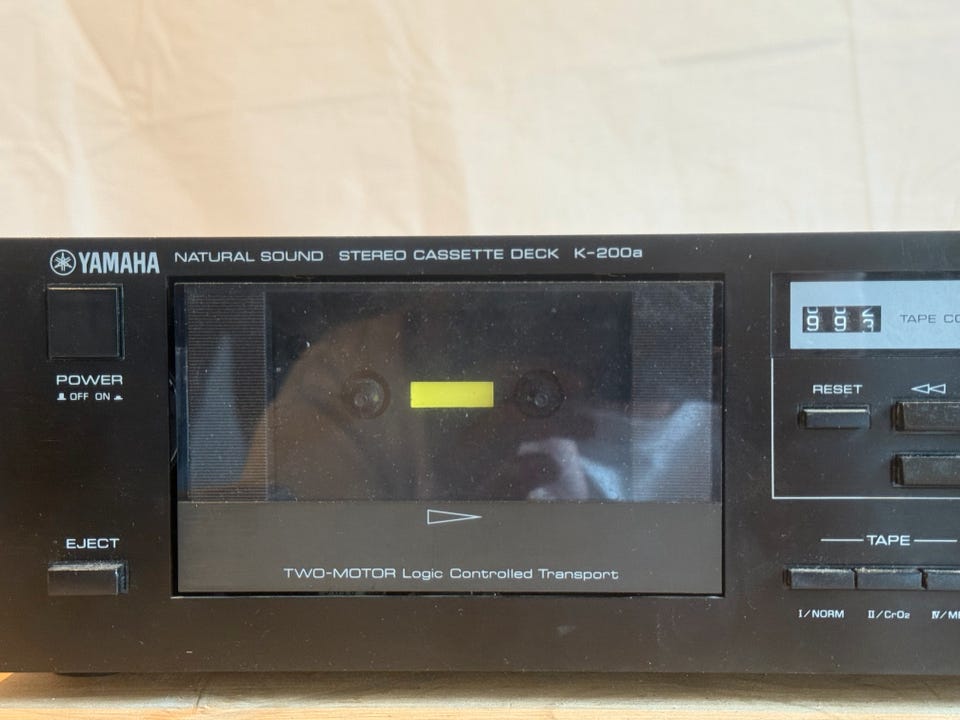 YAMAHA NATURAL SOUND STEREO CASSETTE DECK K-200a
POWER
OFF ON
EJECT
TWO-MOTOR Logic Controlled Transport
TAPE
RESET
TAPE
I/NORM II/CrO₂